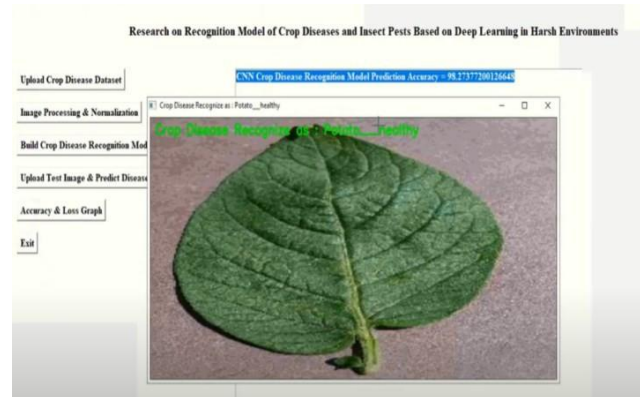 Research on Recognition Model of Crop Diseases and Insect Pests Based on Deep Learning in Harsh Environments
Upload Crop Disease Dataset
CNN Crop Disease Recognition Model Prediction Accuracy = 98.27377200126648
Image Processing & Normalization
Crop Disease Recognize as : Potato__healthy
Crop Disease Recognize as : Potato___healthy
Build Crop Disease Recognition Mod
Upload Test Image & Predict Disease
Accuracy & Loss Graph
Exit